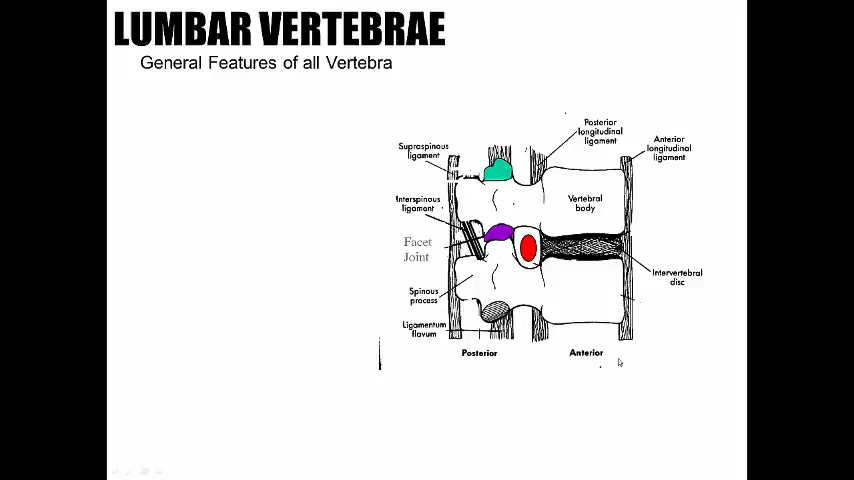 LUMBAR VERTEBRAE
General Features of all Vertebra
Posterior
longitudinal
ligament
Anterior
longitudinal
ligament
Supraspinous
ligament
Interspinous
ligament
Vertebral
body
Facet
Joint
Intervertebral
disc
Spinous
process
Ligamentum
flavum
Posterior
Anterior